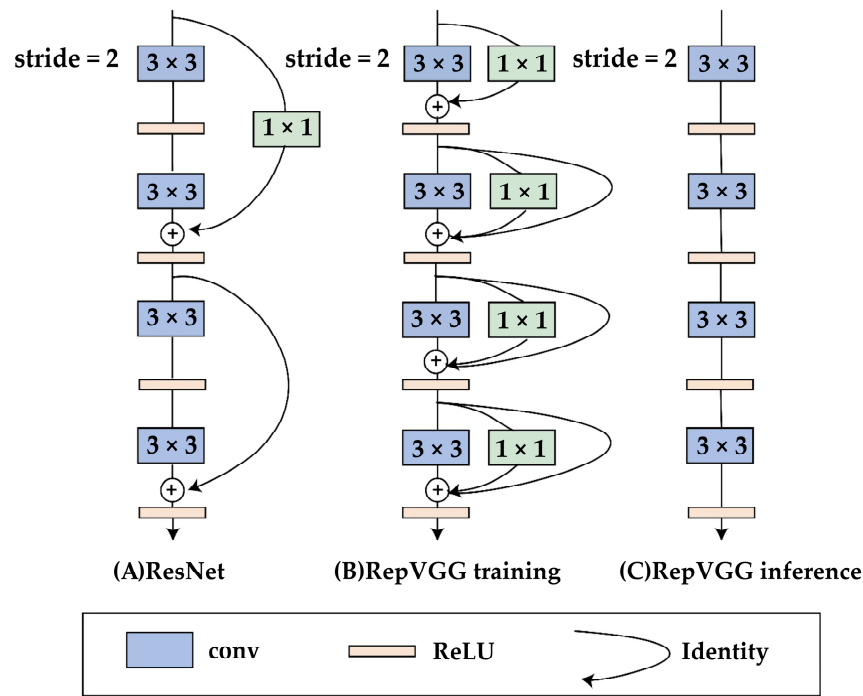 stride = 2
3 × 3
1 × 1
3 × 3
3 × 3
3 × 3
(A)ResNet
stride = 2
3 × 3
1 × 1
3 × 3
1 × 1
3 × 3
1 × 1
3 × 3
1 × 1
(B)RepVGG training
stride = 2
3 × 3
3 × 3
3 × 3
3 × 3
(C)RepVGG inference
conv
ReLU
Identity